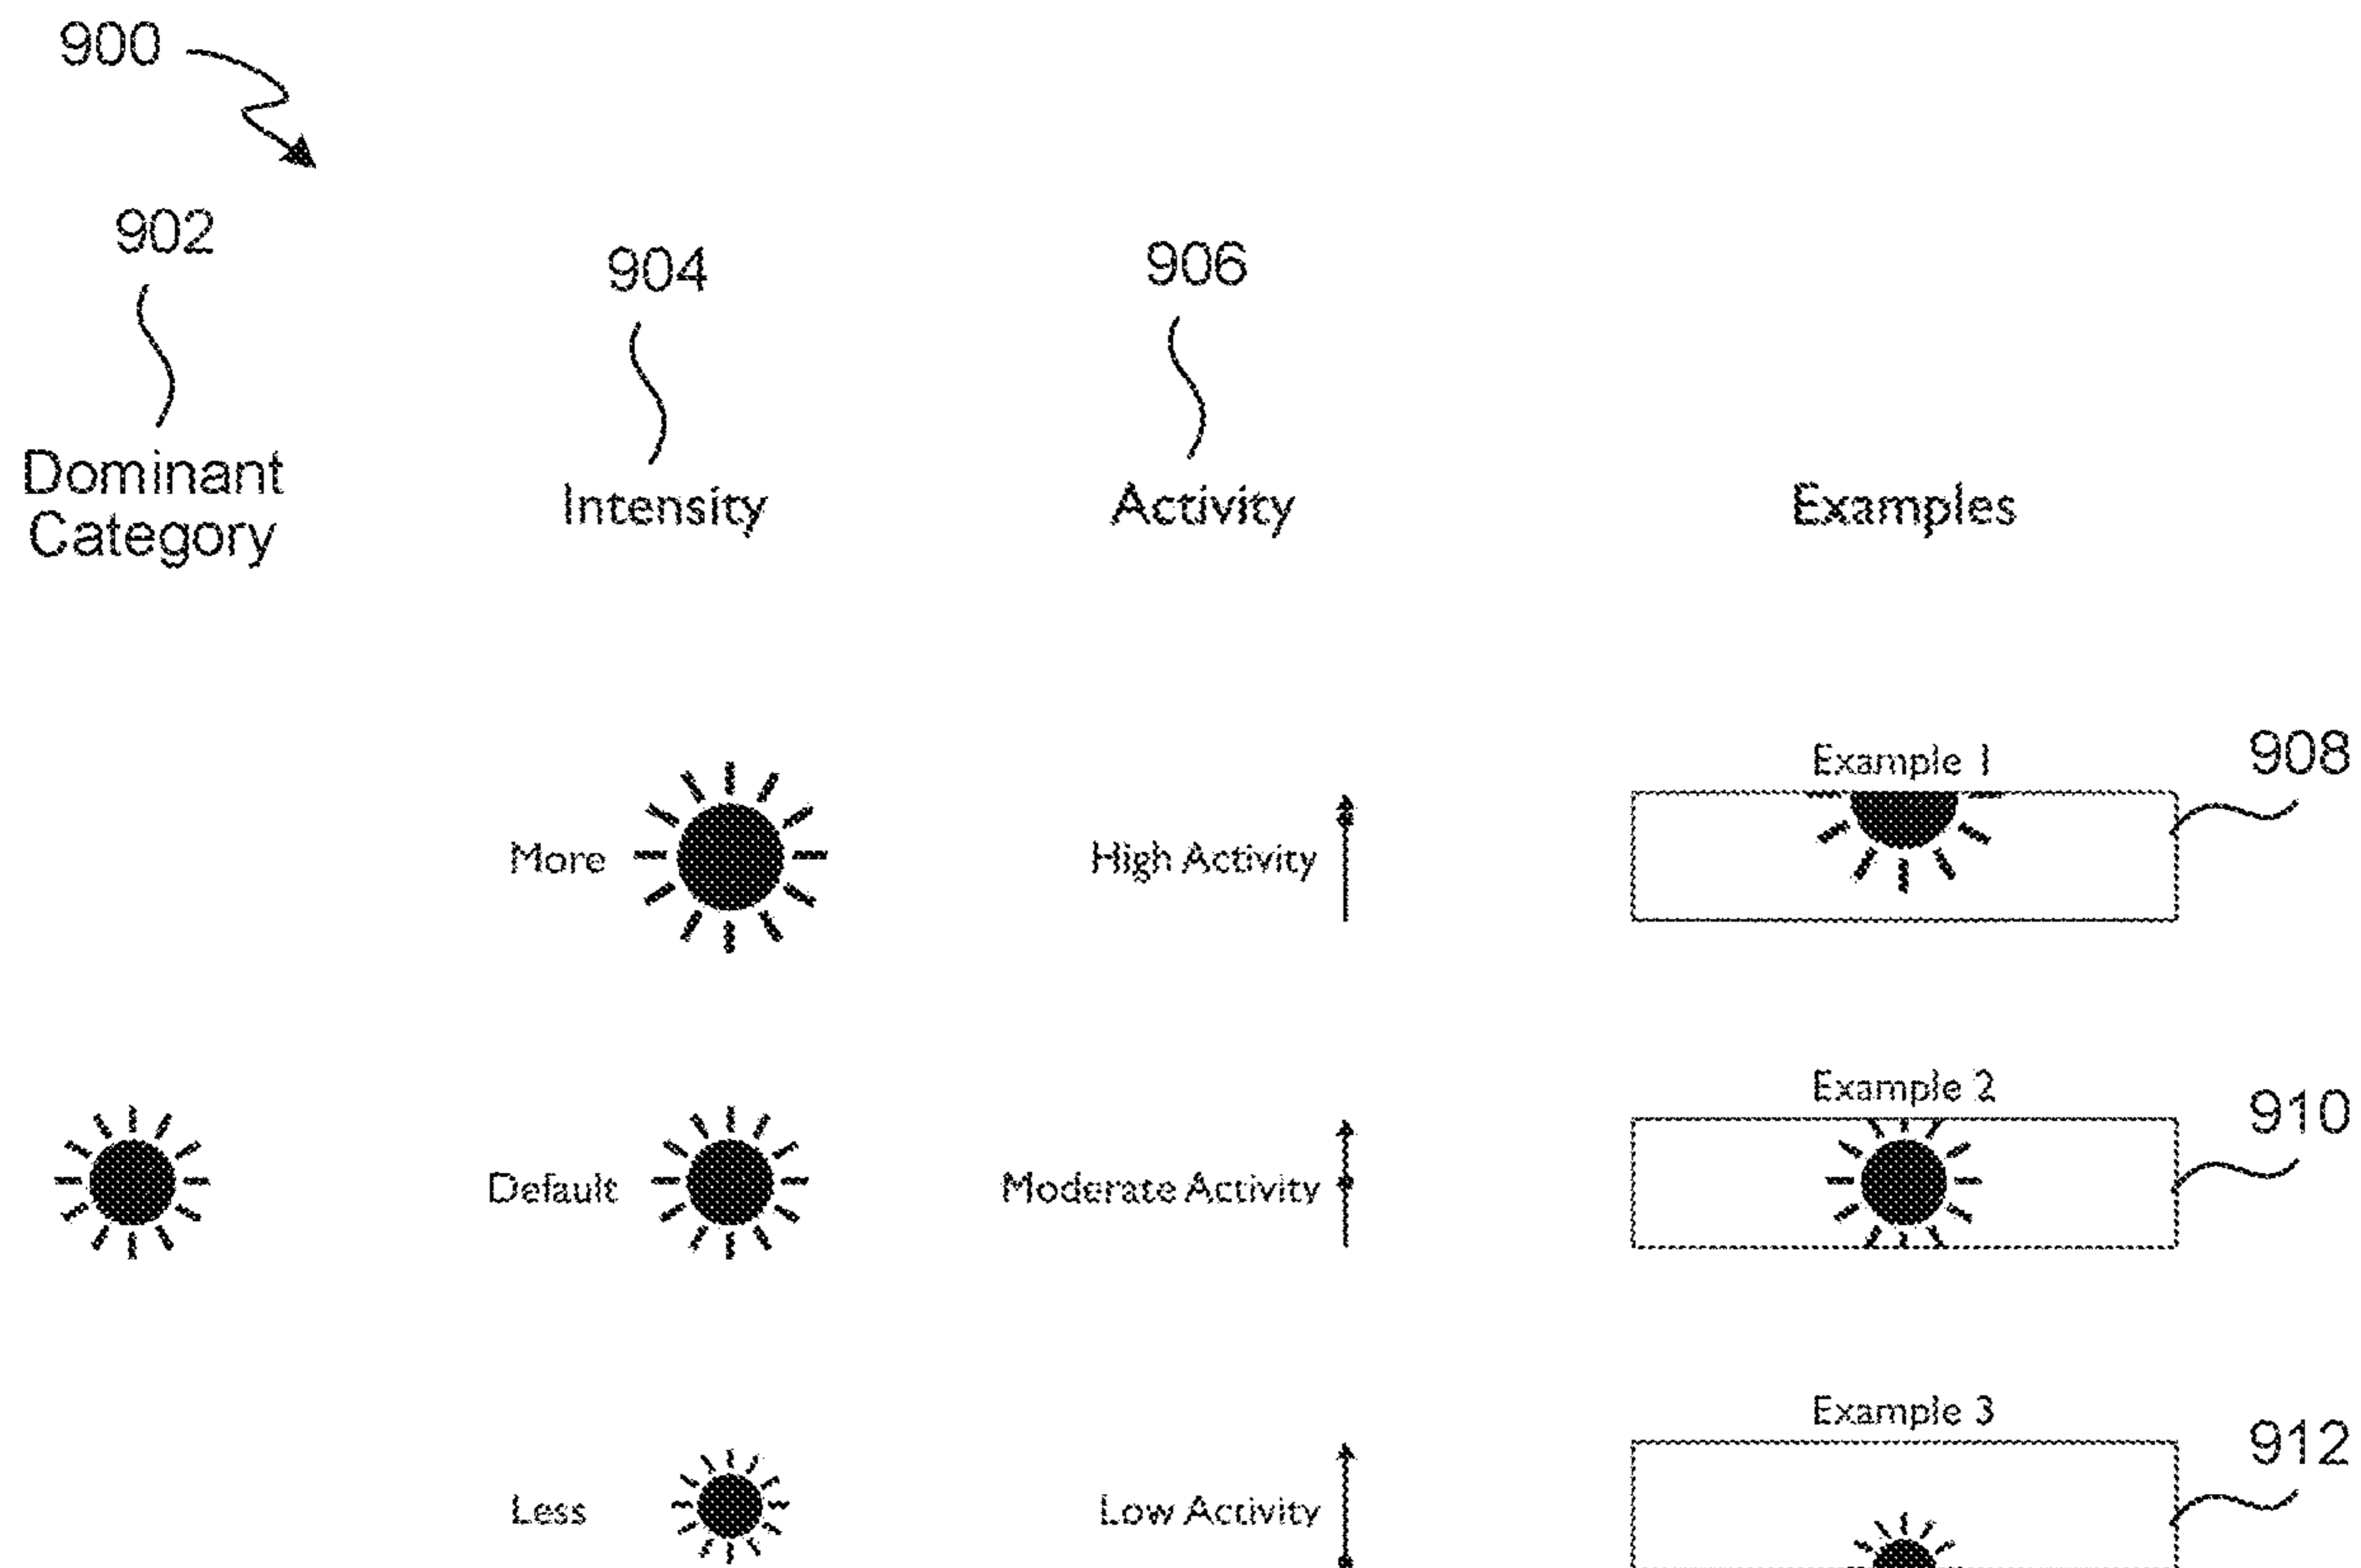 900
902
904
906
Dominant
Category
Intensity
Activity
Examples
Example 1
908
More
High Activity
Example 2
910
Default
Moderate Activity
Example 3
912
Less
Low Activity